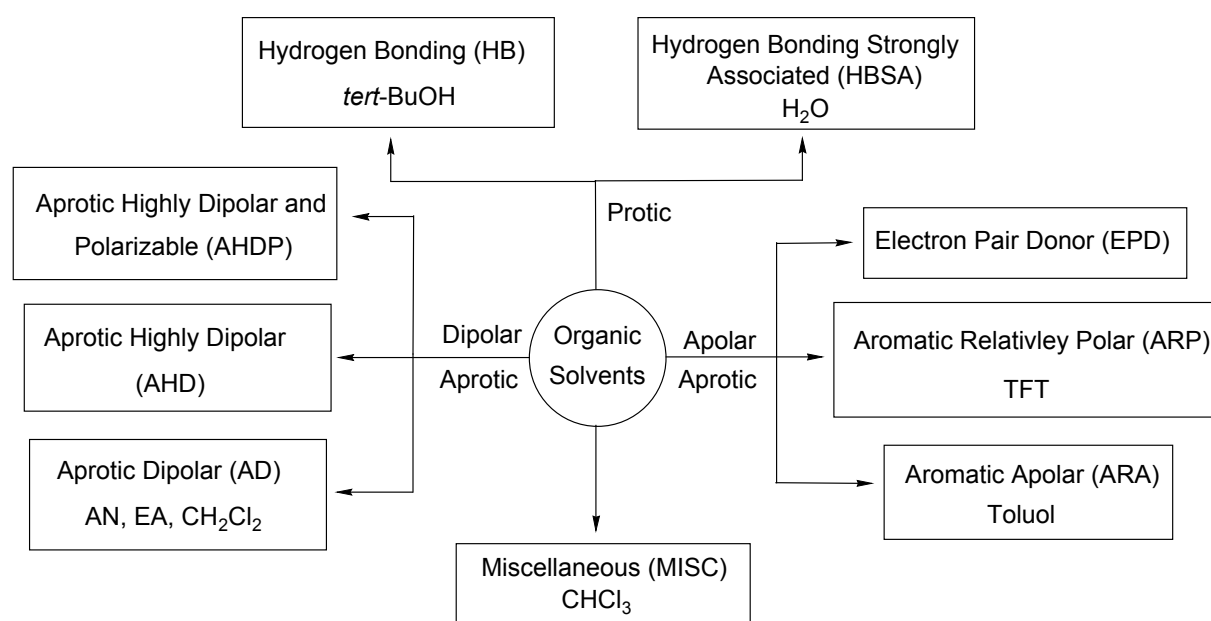 Hydrogen Bonding (HB)
tert-BuOH
Hydrogen Bonding Strongly
Associated (HBSA)
H₂O
Aprotic Highly Dipolar and
Polarizable (AHDP)
Protic
Electron Pair Donor (EPD)
Aprotic Highly Dipolar
(AHD)
Dipolar
Aprotic
Organic
Solvents
Apolar
Aprotic
Aromatic Relativley Polar (ARP)
TFT
Aprotic Dipolar (AD)
AN, EA, CH₂Cl₂
Aromatic Apolar (ARA)
Toluol
Miscellaneous (MISC)
CHCl₃